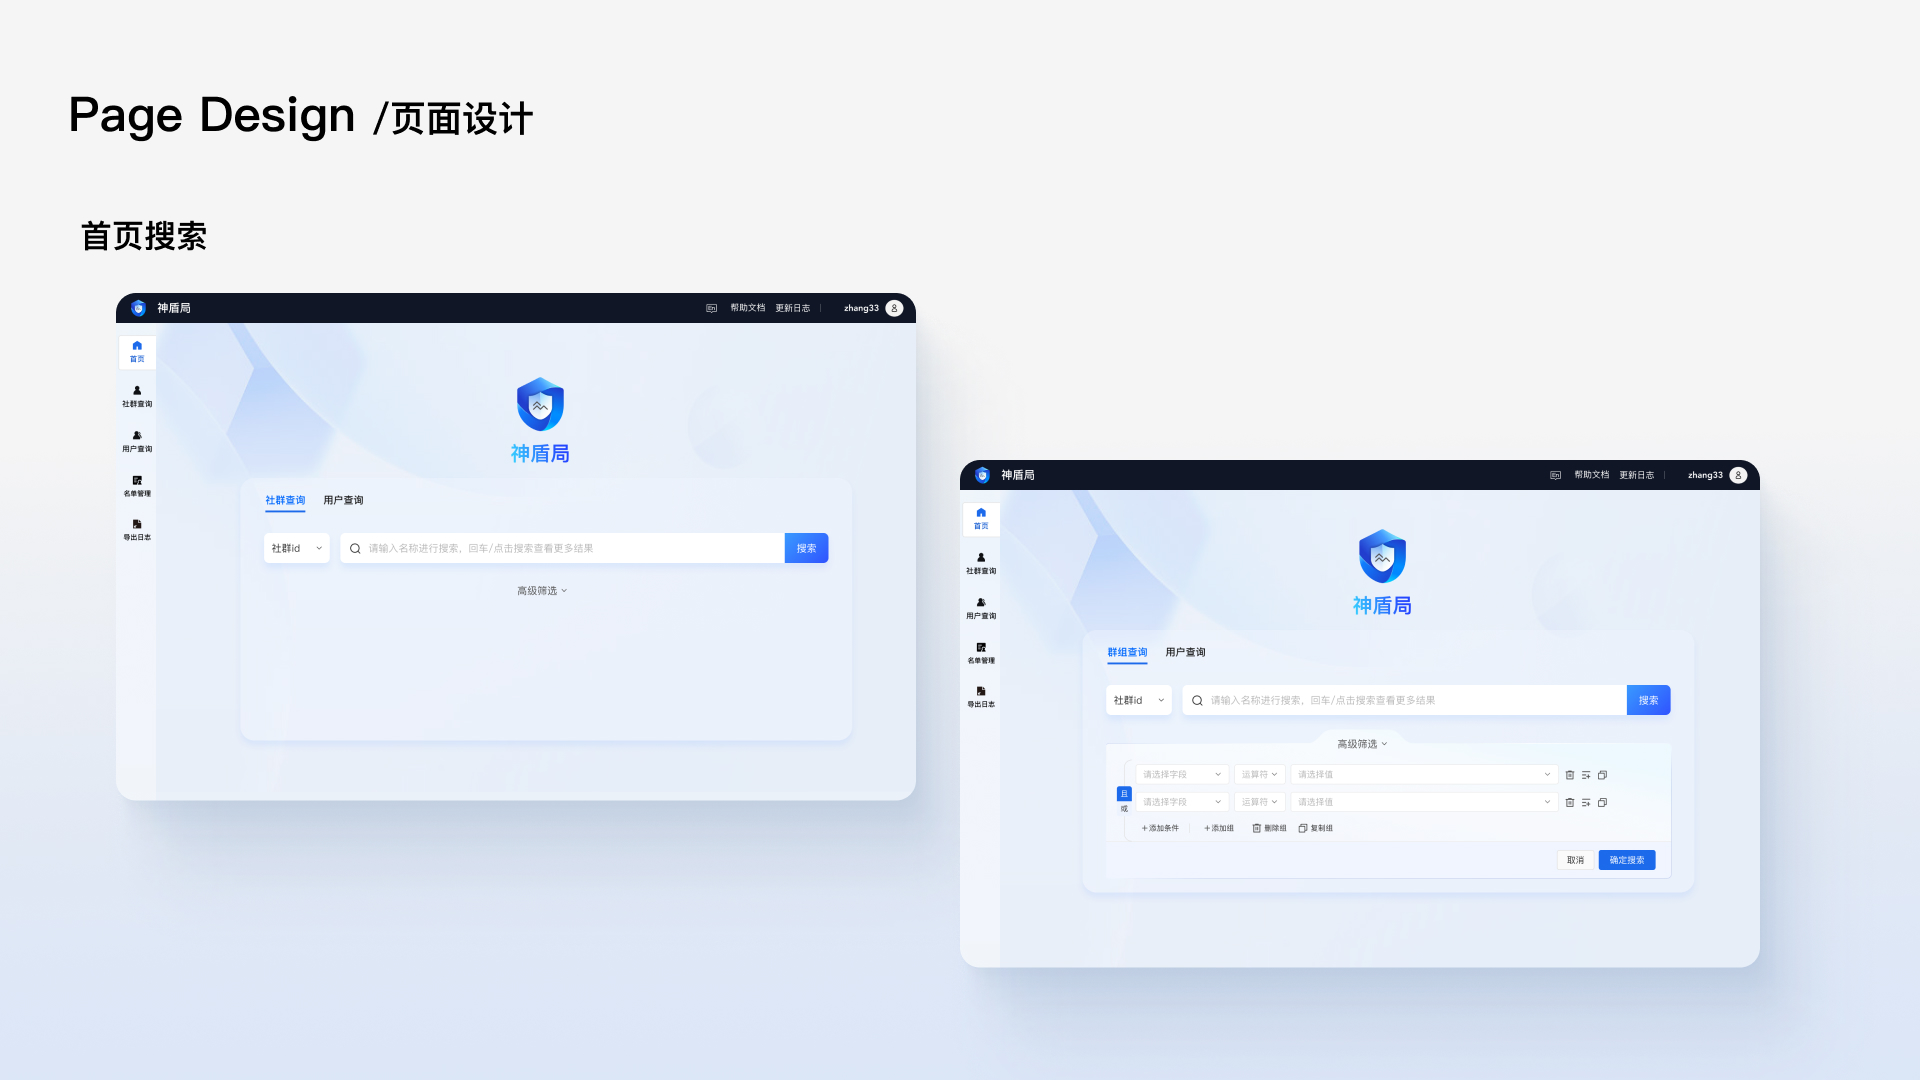 Page Design /页面设计
首页搜索
神盾局
En 帮助文档 更新日志 zhang33
首页
社群查询
用户查询
名单管理
导出日志
神盾局
社群查询 用户查询
社群id 请输入名称进行搜索，回车/点击搜索查看更多结果 搜索
高级筛选
神盾局
En 帮助文档 更新日志 zhang33
首页
社群查询
用户查询
名单管理
导出日志
神盾局
群组查询 用户查询
社群id 请输入名称进行搜索，回车/点击搜索查看更多结果 搜索
高级筛选
请选择字段 运算符 请选择值
且
或
请选择字段 运算符 请选择值
+添加条件 +添加组 删除组 复制组
取消 确定搜索